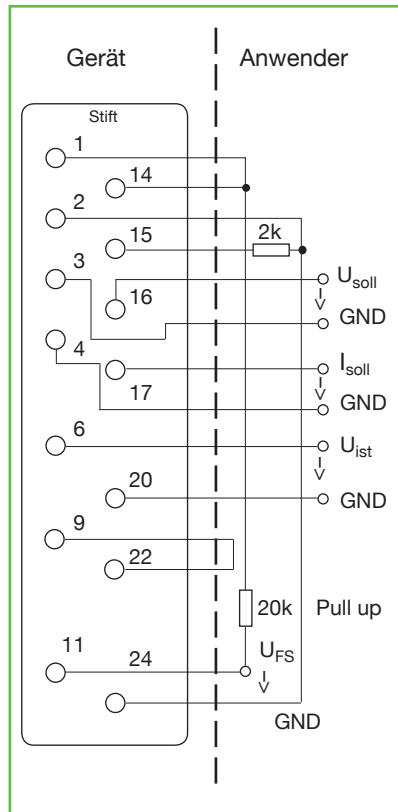 Gerät Anwender
Stift
1
14
2
15 2k
3
U_soll
16
GND
4
I_soll
17 GND
6 U_ist
20
GND
9
22
20k Pull up
11 24 U_FS
GND